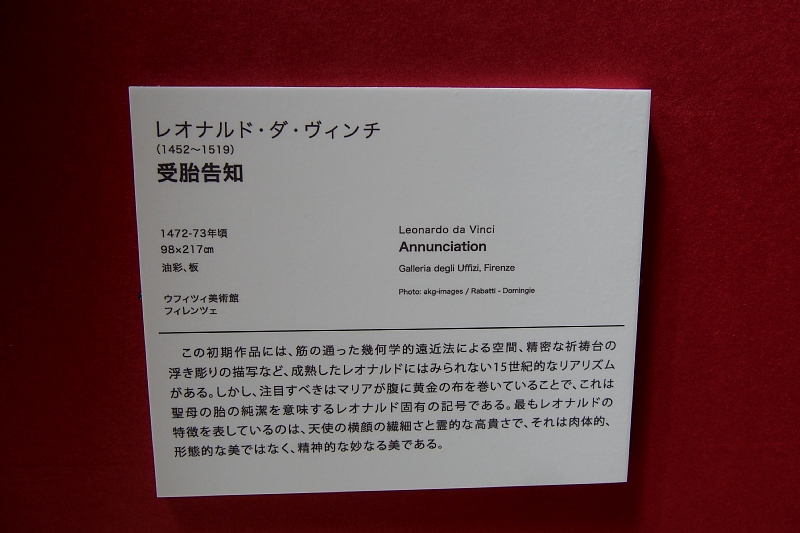 レオナルド・ダ・ヴィンチ
(1452〜1519)
受胎告知
1472-73年頃
98×217㎝
油彩、板
ウフィツィ美術館
フィレンツェ
Leonardo da Vinci
Annunciation
Galleria degli Uffizi, Firenze
Photo: akg-images / Rabatti - Domingie
この初期作品には、筋の通った幾何学的遠近法による空間、精密な祈祷台の
浮き彫りの描写など、成熟したレオナルドにはみられない15世紀的なリアリズム
がある。しかし、注目すべきはマリアが腹に黄金の布を巻いていることで、これは
聖母の胎の純潔を意味するレオナルド固有の記号である。最もレオナルドの
特徴を表しているのは、天使の横顔の繊細さと霊的な高貴さで、それは肉体的、
形態的な美ではなく、精神的な妙なる美である。